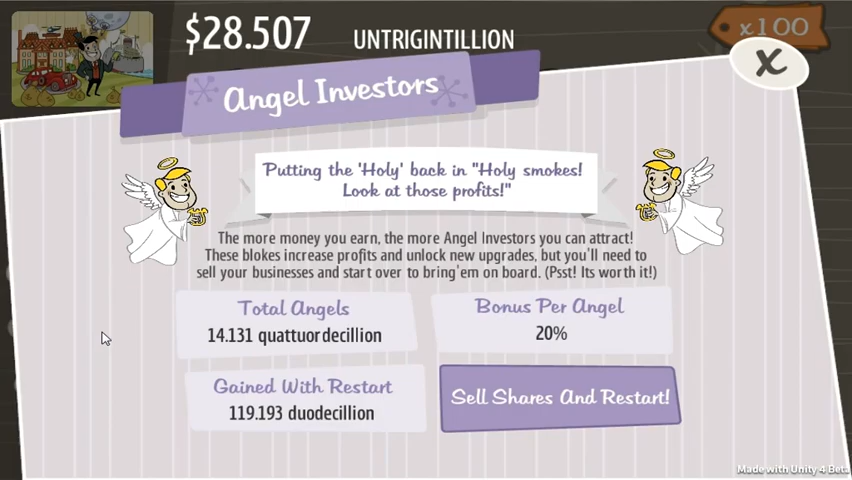 $28.507 UNTRIGINTILLION
x100
X
Angel Investors
Putting the 'Holy' back in "Holy smokes!
Look at those profits!"
The more money you earn, the more Angel Investors you can attract!
These blokes increase profits and unlock new upgrades, but you'll need to
sell your businesses and start over to bring'em on board. (Psst! Its worth it!)
Total Angels
14.131 quattuordecillion
Bonus Per Angel
20%
Gained With Restart
119.193 duodecillion
Sell Shares And Restart!
Made with Unity 4 Beta